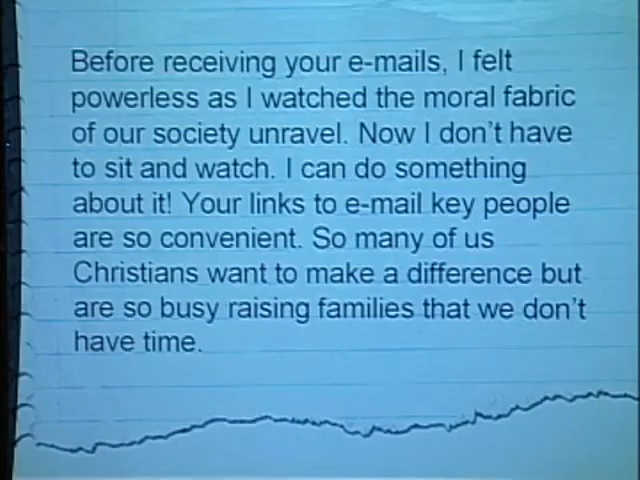 Before receiving your e-mails, I felt
powerless as I watched the moral fabric
of our society unravel. Now I don't have
to sit and watch. I can do something
about it! Your links to e-mail key people
are so convenient. So many of us
Christians want to make a difference but
are so busy raising families that we don't
have time.